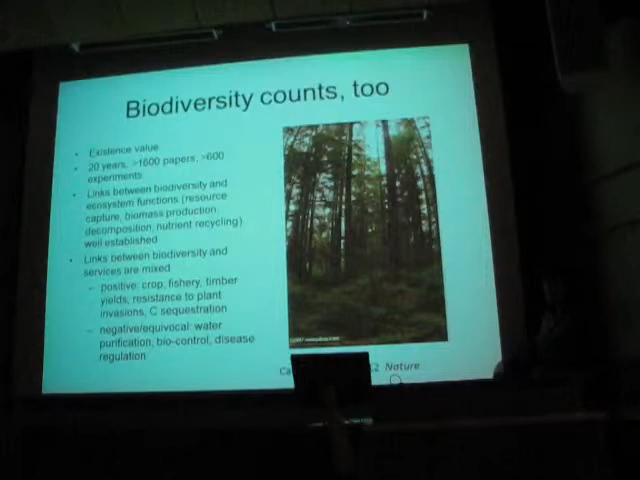 Biodiversity counts, too
• Existence value
• 20 years, >1600 papers, >600
experiments
• Links between biodiversity and
ecosystem functions (resource
capture, biomass production,
decomposition, nutrient recycling)
well established
• Links between biodiversity and
services are mixed
– positive: crop, fishery, timber
yields, resistance to plant
invasions, C sequestration
– negative/equivocal: water
purification, bio-control, disease
regulation
Nature